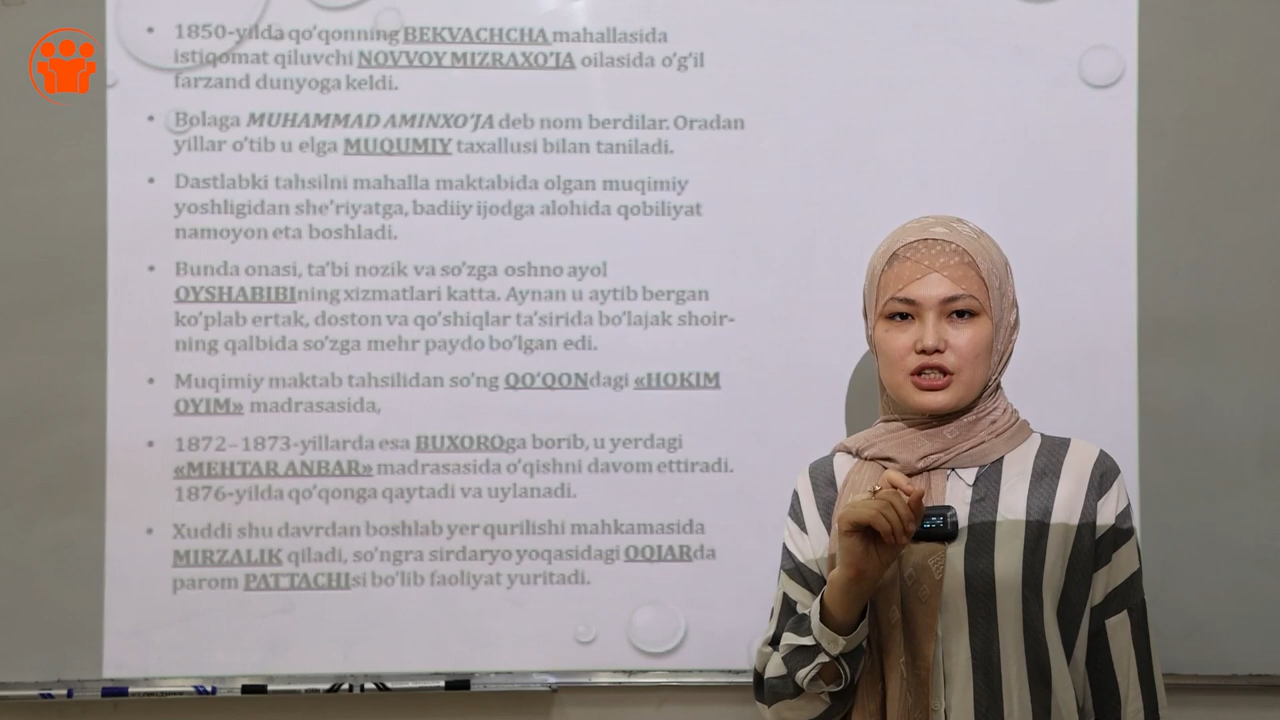 • 1850-yilda qo'qonning BEKVACHCHA mahallasida
istiqomat qiluvchi NOVVOY MIZRAXO'JA oilasida o'g'il
farzand dunyoga keldi.
• Bolaga MUHAMMAD AMINXO'JA deb nom berdilar. Oradan
yillar o'tib u elga MUQUMIY taxallusi bilan taniladi.
• Dastlabki tahsilni mahalla maktabida olgan muqimiy
yoshligidan she'riyatga, badiiy ijodga alohida qobiliyat
namoyon eta boshladi.
• Bunda onasi, ta'bi nozik va so'zga oshno ayol
OYSHABIBIning xizmatlari katta. Aynan u aytib bergan
ko'plab ertak, doston va qo'shiqlar ta'sirida bo'lajak shoir-
ning qalbida so'zga mehr paydo bo'lgan edi.
• Muqimiy maktab tahsilidan so'ng QO'QONdagi «HOKIM
OYIM» madrasasida,
• 1872–1873-yillarda esa BUXOROga borib, u yerdagi
«MEHTAR ANBAR» madrasasida o'qishni davom ettiradi.
1876-yilda qo'qonga qaytadi va uylanadi.
• Xuddi shu davrdan boshlab yer qurilishi mahkamasida
MIRZALIK qiladi, so'ngra sirdaryo yoqasidagi OQJARda
parom PATTACHIsi bo'lib faoliyat yuritadi.